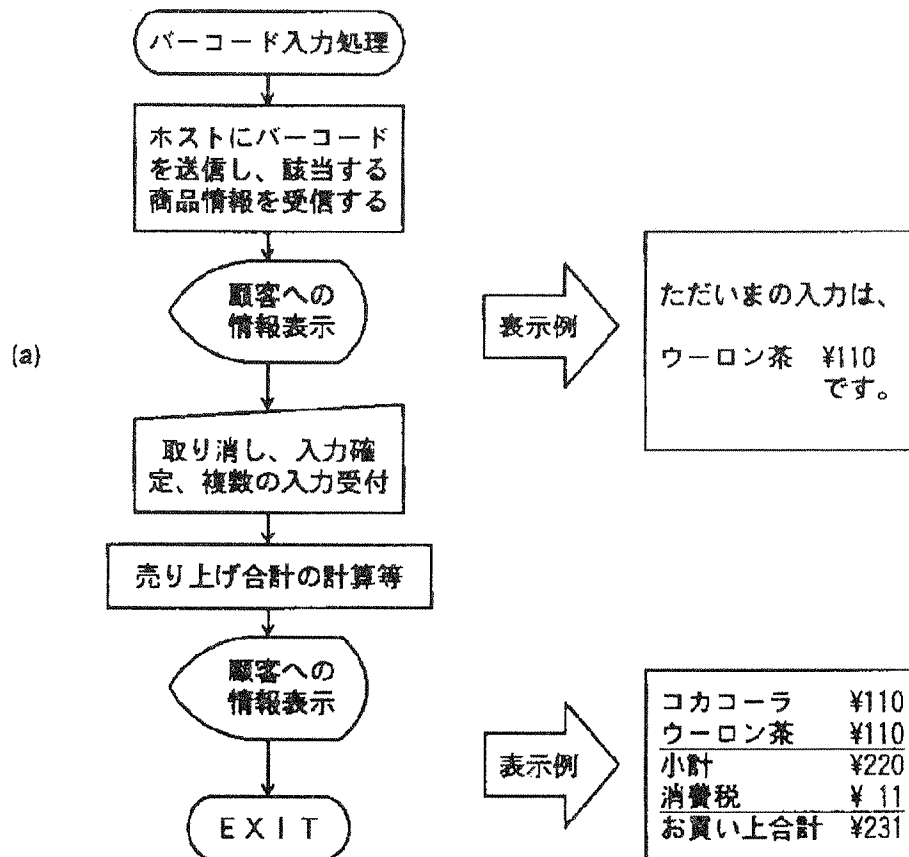 バーコード入力処理
ホストにバーコード
を送信し、該当する
商品情報を受信する
顧客への
情報表示
表示例
ただいまの入力は、
ウーロン茶 ¥110
です。
(a)
取り消し、入力確
定、複数の入力受付
売り上げ合計の計算等
顧客への
情報表示
表示例
コカコーラ ¥110
ウーロン茶 ¥110
小計 ¥220
消費税 ¥ 11
お買い上合計 ¥231
EXIT